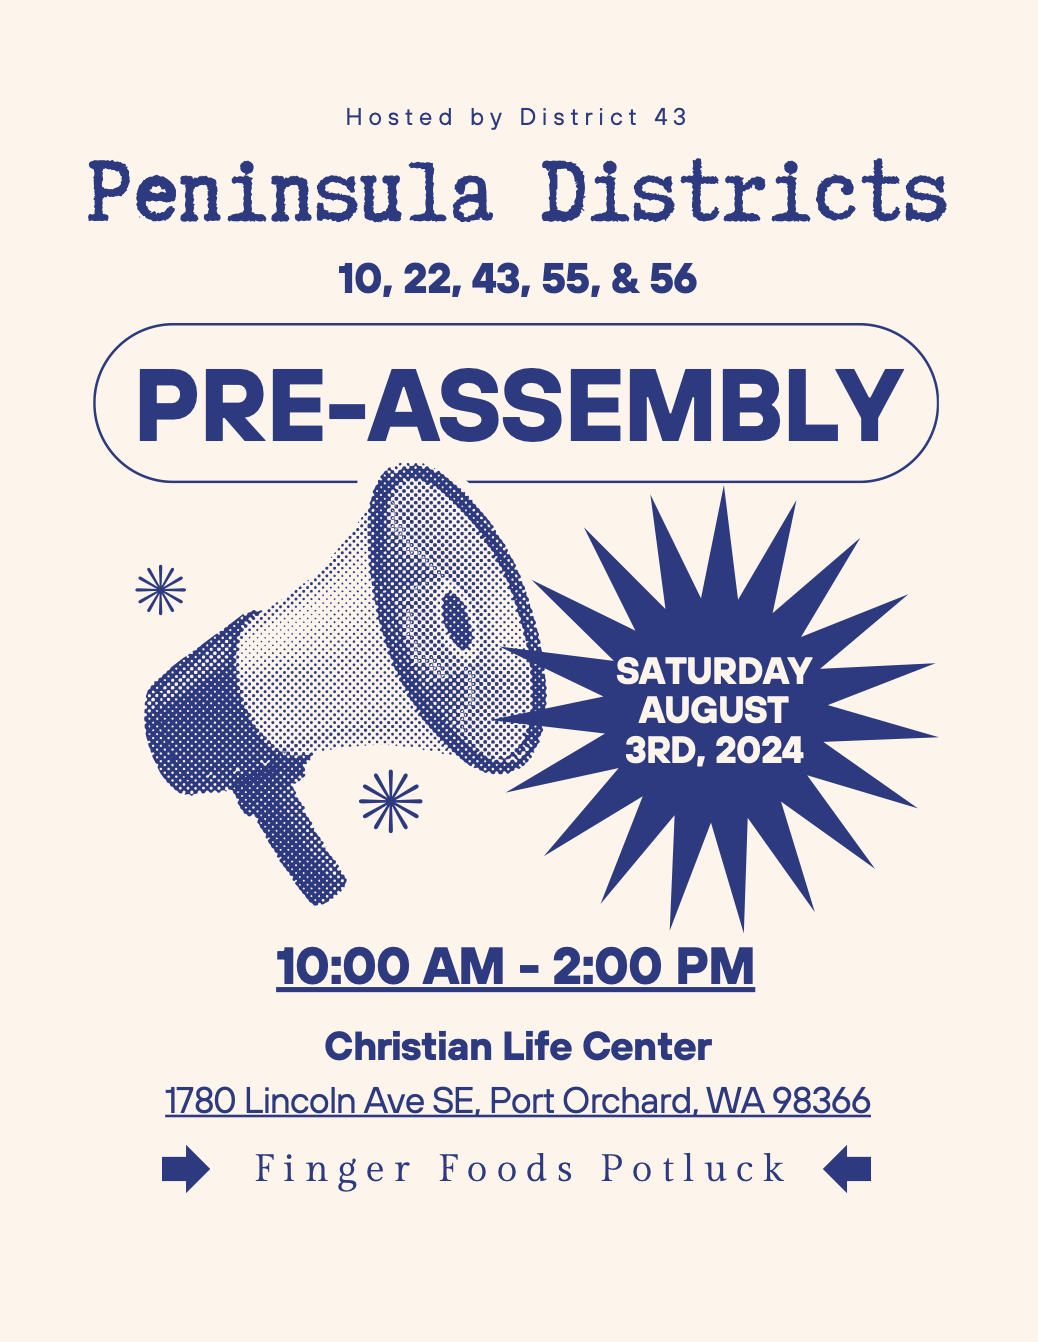 Hosted by District 43
Peninsula Districts
10, 22, 43, 55, & 56
PRE-ASSEMBLY
SATURDAY
AUGUST
3RD, 2024
10:00 AM - 2:00 PM
Christian Life Center
1780 Lincoln Ave SE, Port Orchard, WA 98366
Finger Foods Potluck